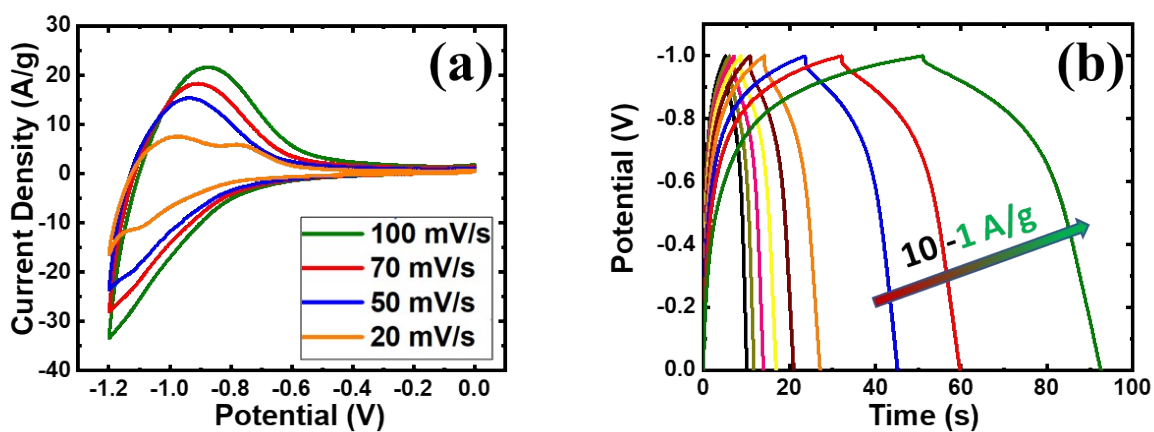 (a)
Current Density (A/g)
30
20
10
0
-10
-20
-30
-40
100 mV/s
70 mV/s
50 mV/s
20 mV/s
-1.2
-1.0
-0.8
-0.6
-0.4
-0.2
0.0
Potential (V)
(b)
Potential (V)
-1.0
-0.8
-0.6
-0.4
-0.2
0.0
10 -1 A/g
0
20
40
60
80
100
Time (s)